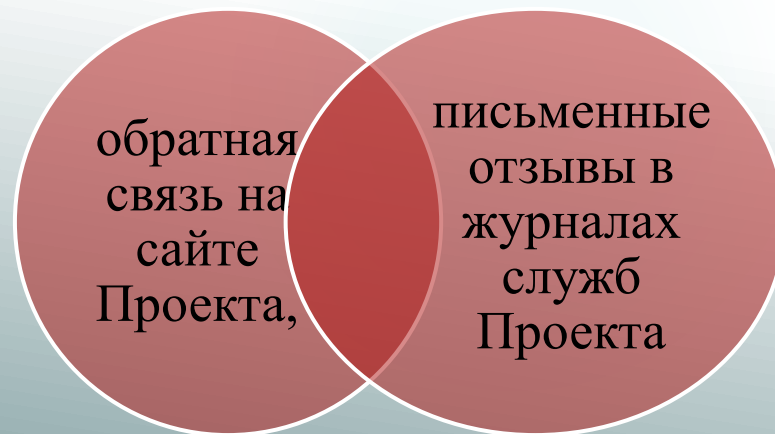 обратная
связь на
сайте
Проекта,
письменные
отзывы в
журналах
служб
Проекта